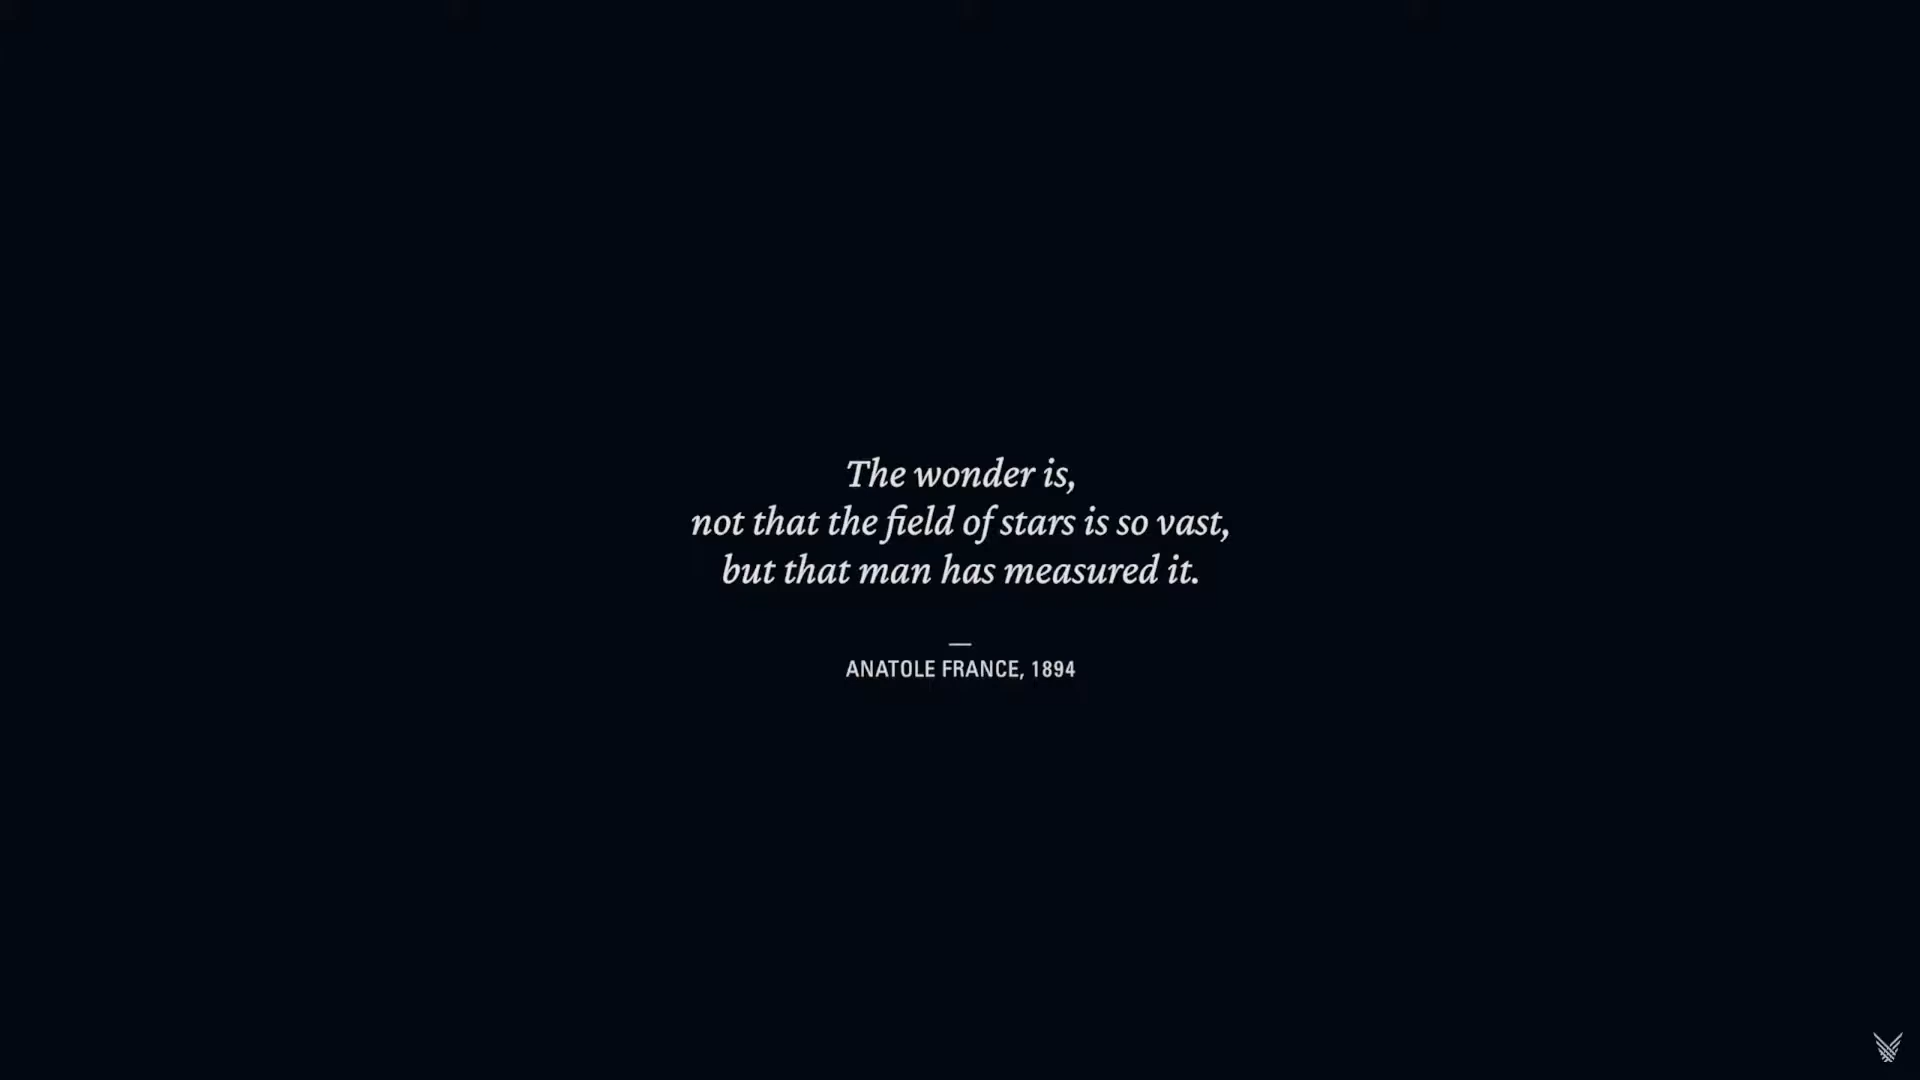 The wonder is,
not that the field of stars is so vast,
but that man has measured it.
—
ANATOLE FRANCE, 1894